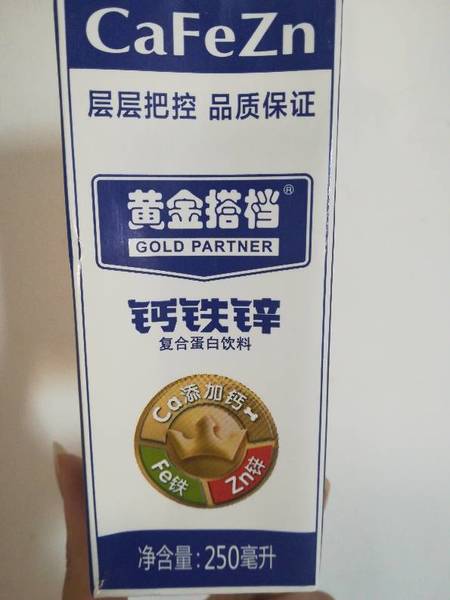 CaFeZn
层层把控 品质保证
黄金搭档®
GOLD PARTNER
钙铁锌
复合蛋白饮料
Ca添加钙
Fe铁
Zn锌
净含量:250毫升